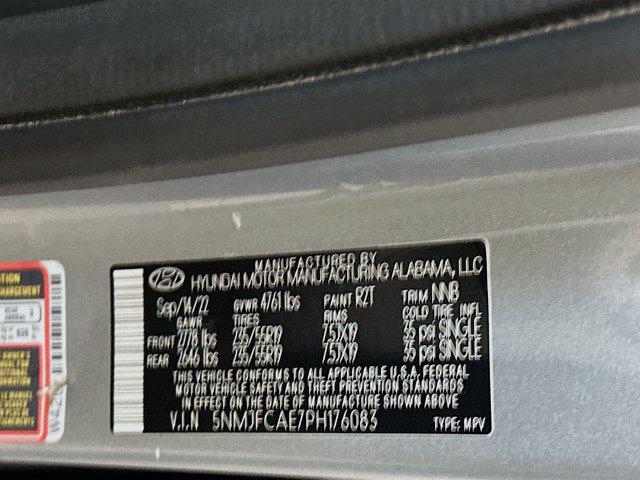 MANUFACTURED BY
HYUNDAI MOTOR MANUFACTURING ALABAMA, LLC
Sep/14/22 GVWR 4761 lbs PAINT R2T TRIM NNB
GAWR TIRES RIMS COLD TIRE INFL
FRONT 2778 lbs 235/55R19 7.5JX19 35 psi SINGLE
REAR 2646 lbs 235/55R19 7.5JX19 35 psi SINGLE
THIS VEHICLE CONFORMS TO ALL APPLICABLE U.S.A. FEDERAL
MOTOR VEHICLE SAFETY AND THEFT PREVENTION STANDARDS
IN EFFECT ON THE DATE OF MANUFACTURE SHOWN ABOVE
V.I.N 5NMJFCAE7PH176083 TYPE: MPV